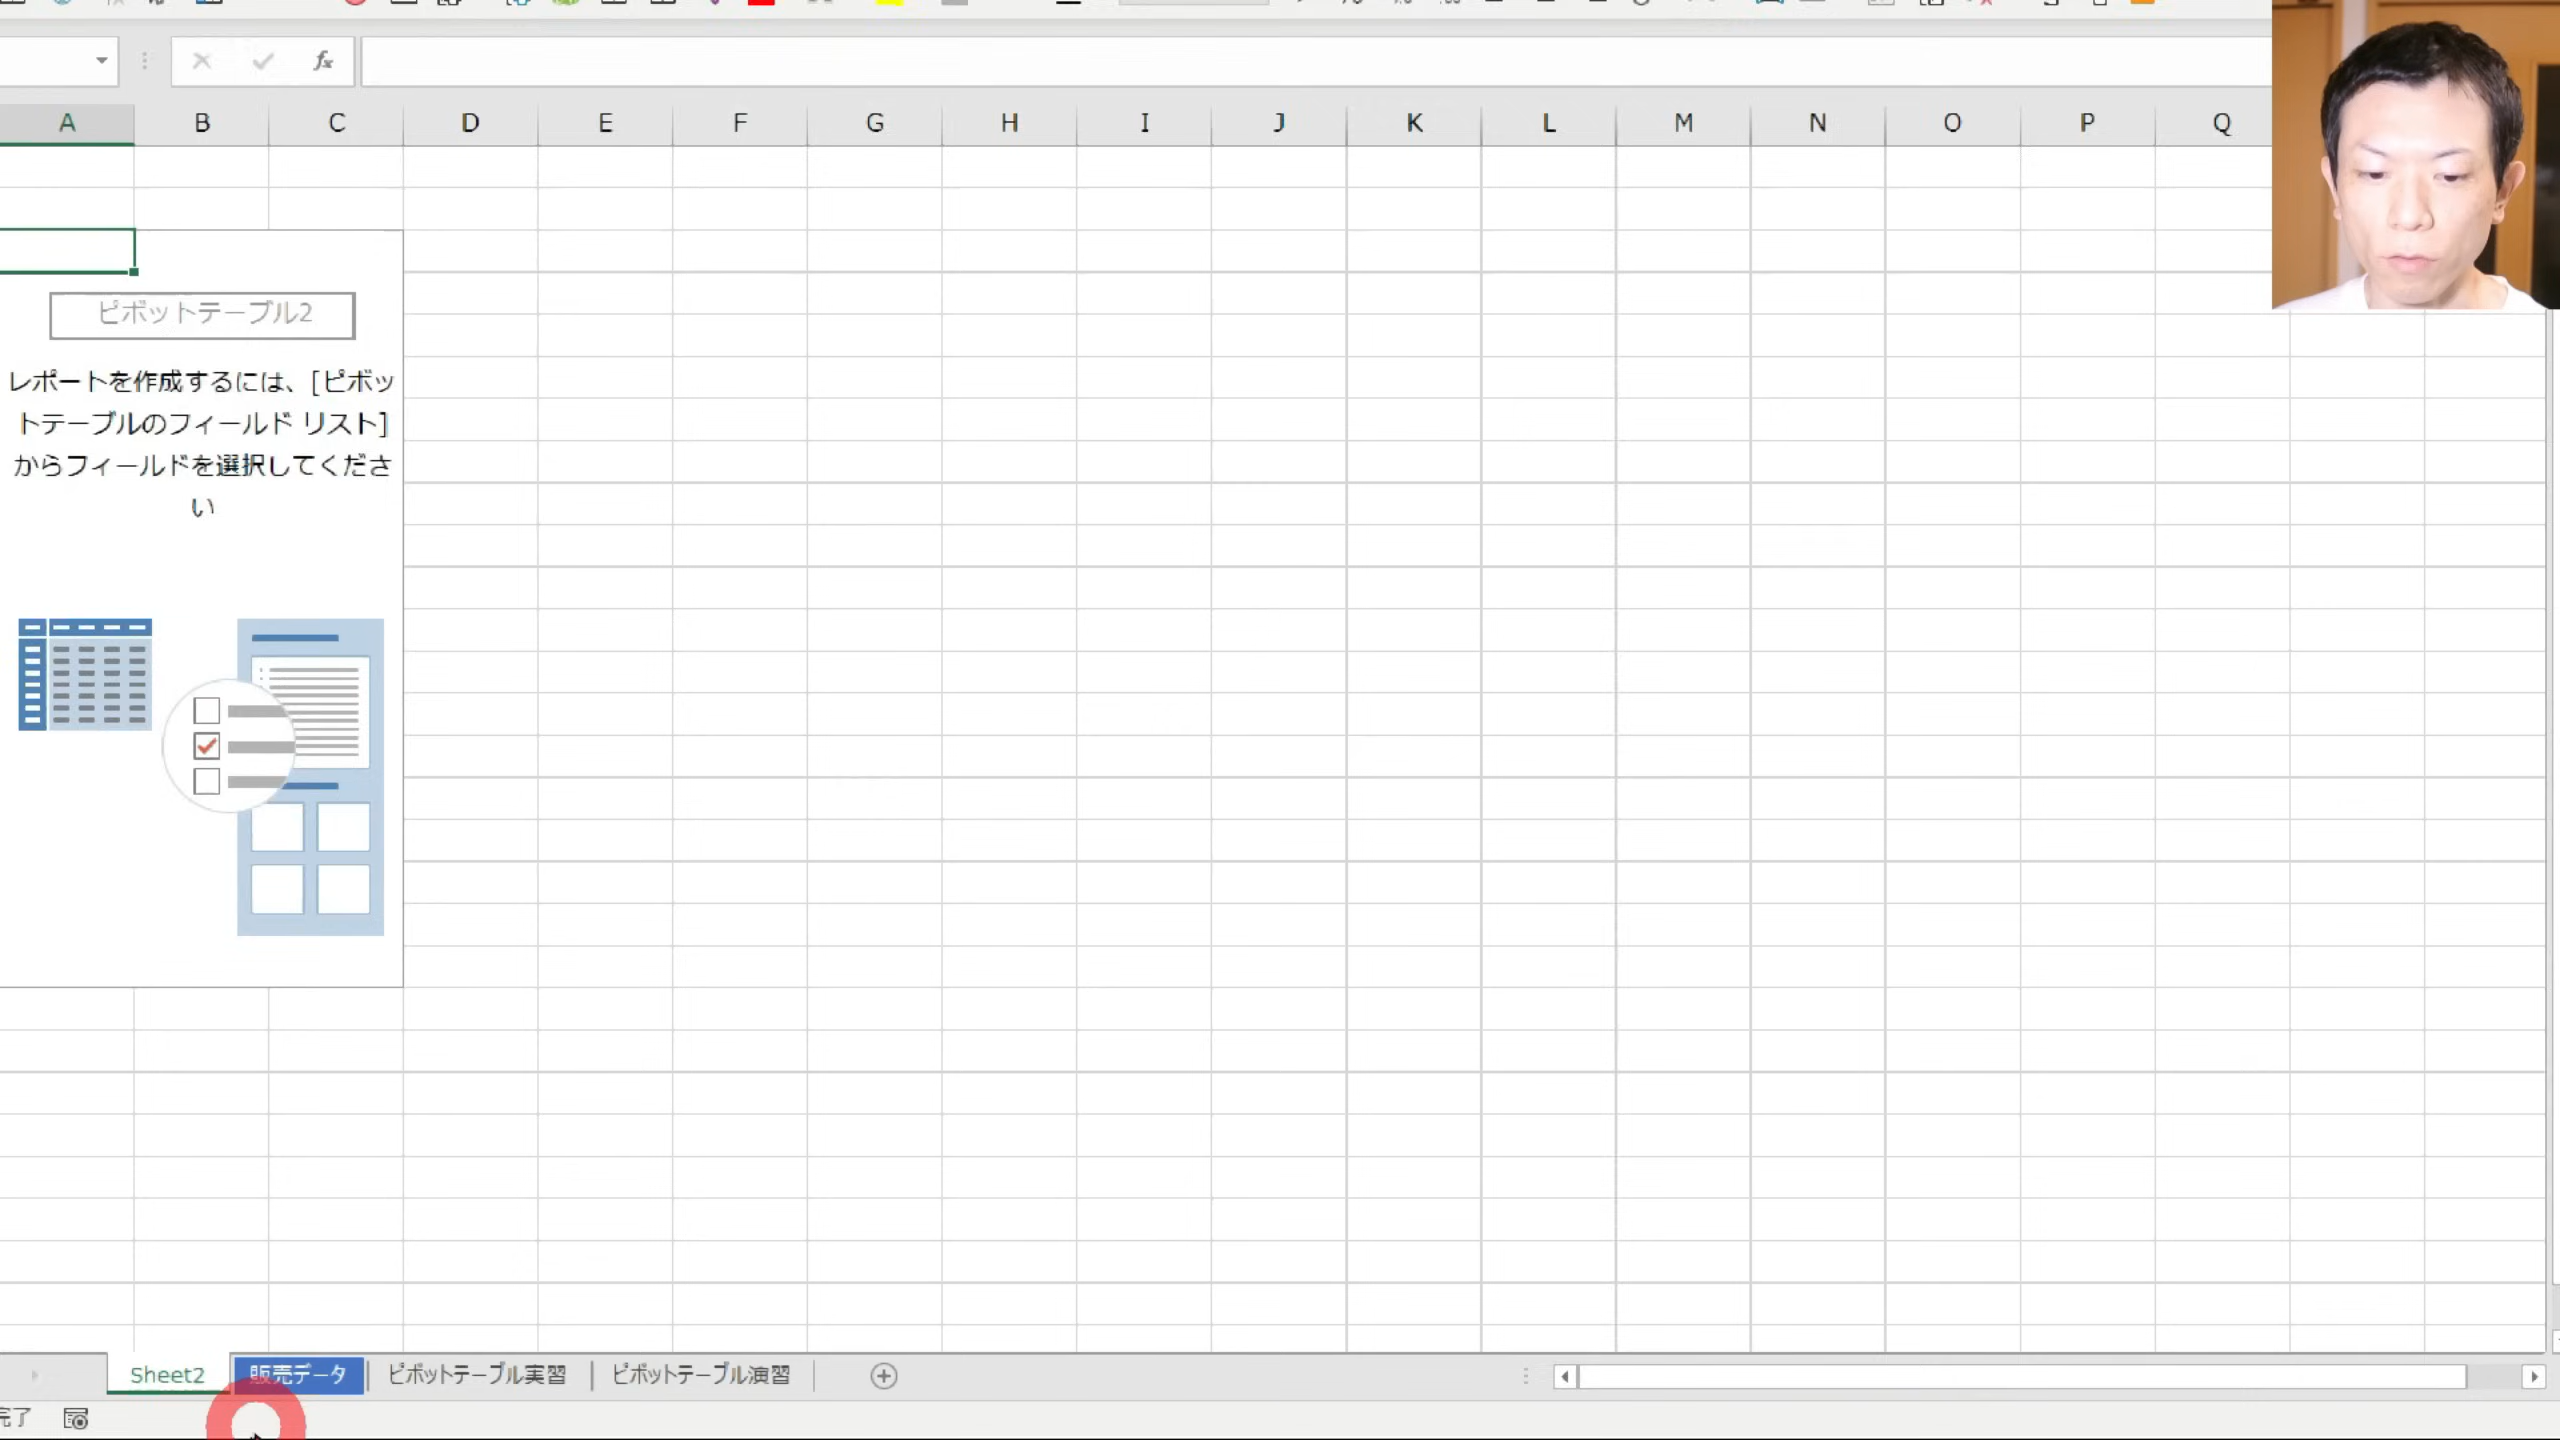 fx
A B C D E F G H I J K L M N O P Q
ピボットテーブル2
レポートを作成するには、[ピボッ
トテーブルのフィールド リスト]
からフィールドを選択してくださ
い
Sheet2 販売データ ピボットテーブル実習 ピボットテーブル演習
完了